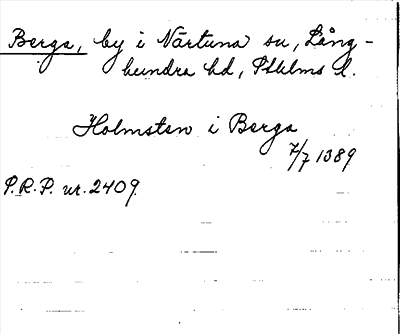 Berga, by i Närtuna sn, Lång-
hundra hd, Sthlms l.
Holmsten i Berga
7/7 1389
P.R.P. nr. 2409